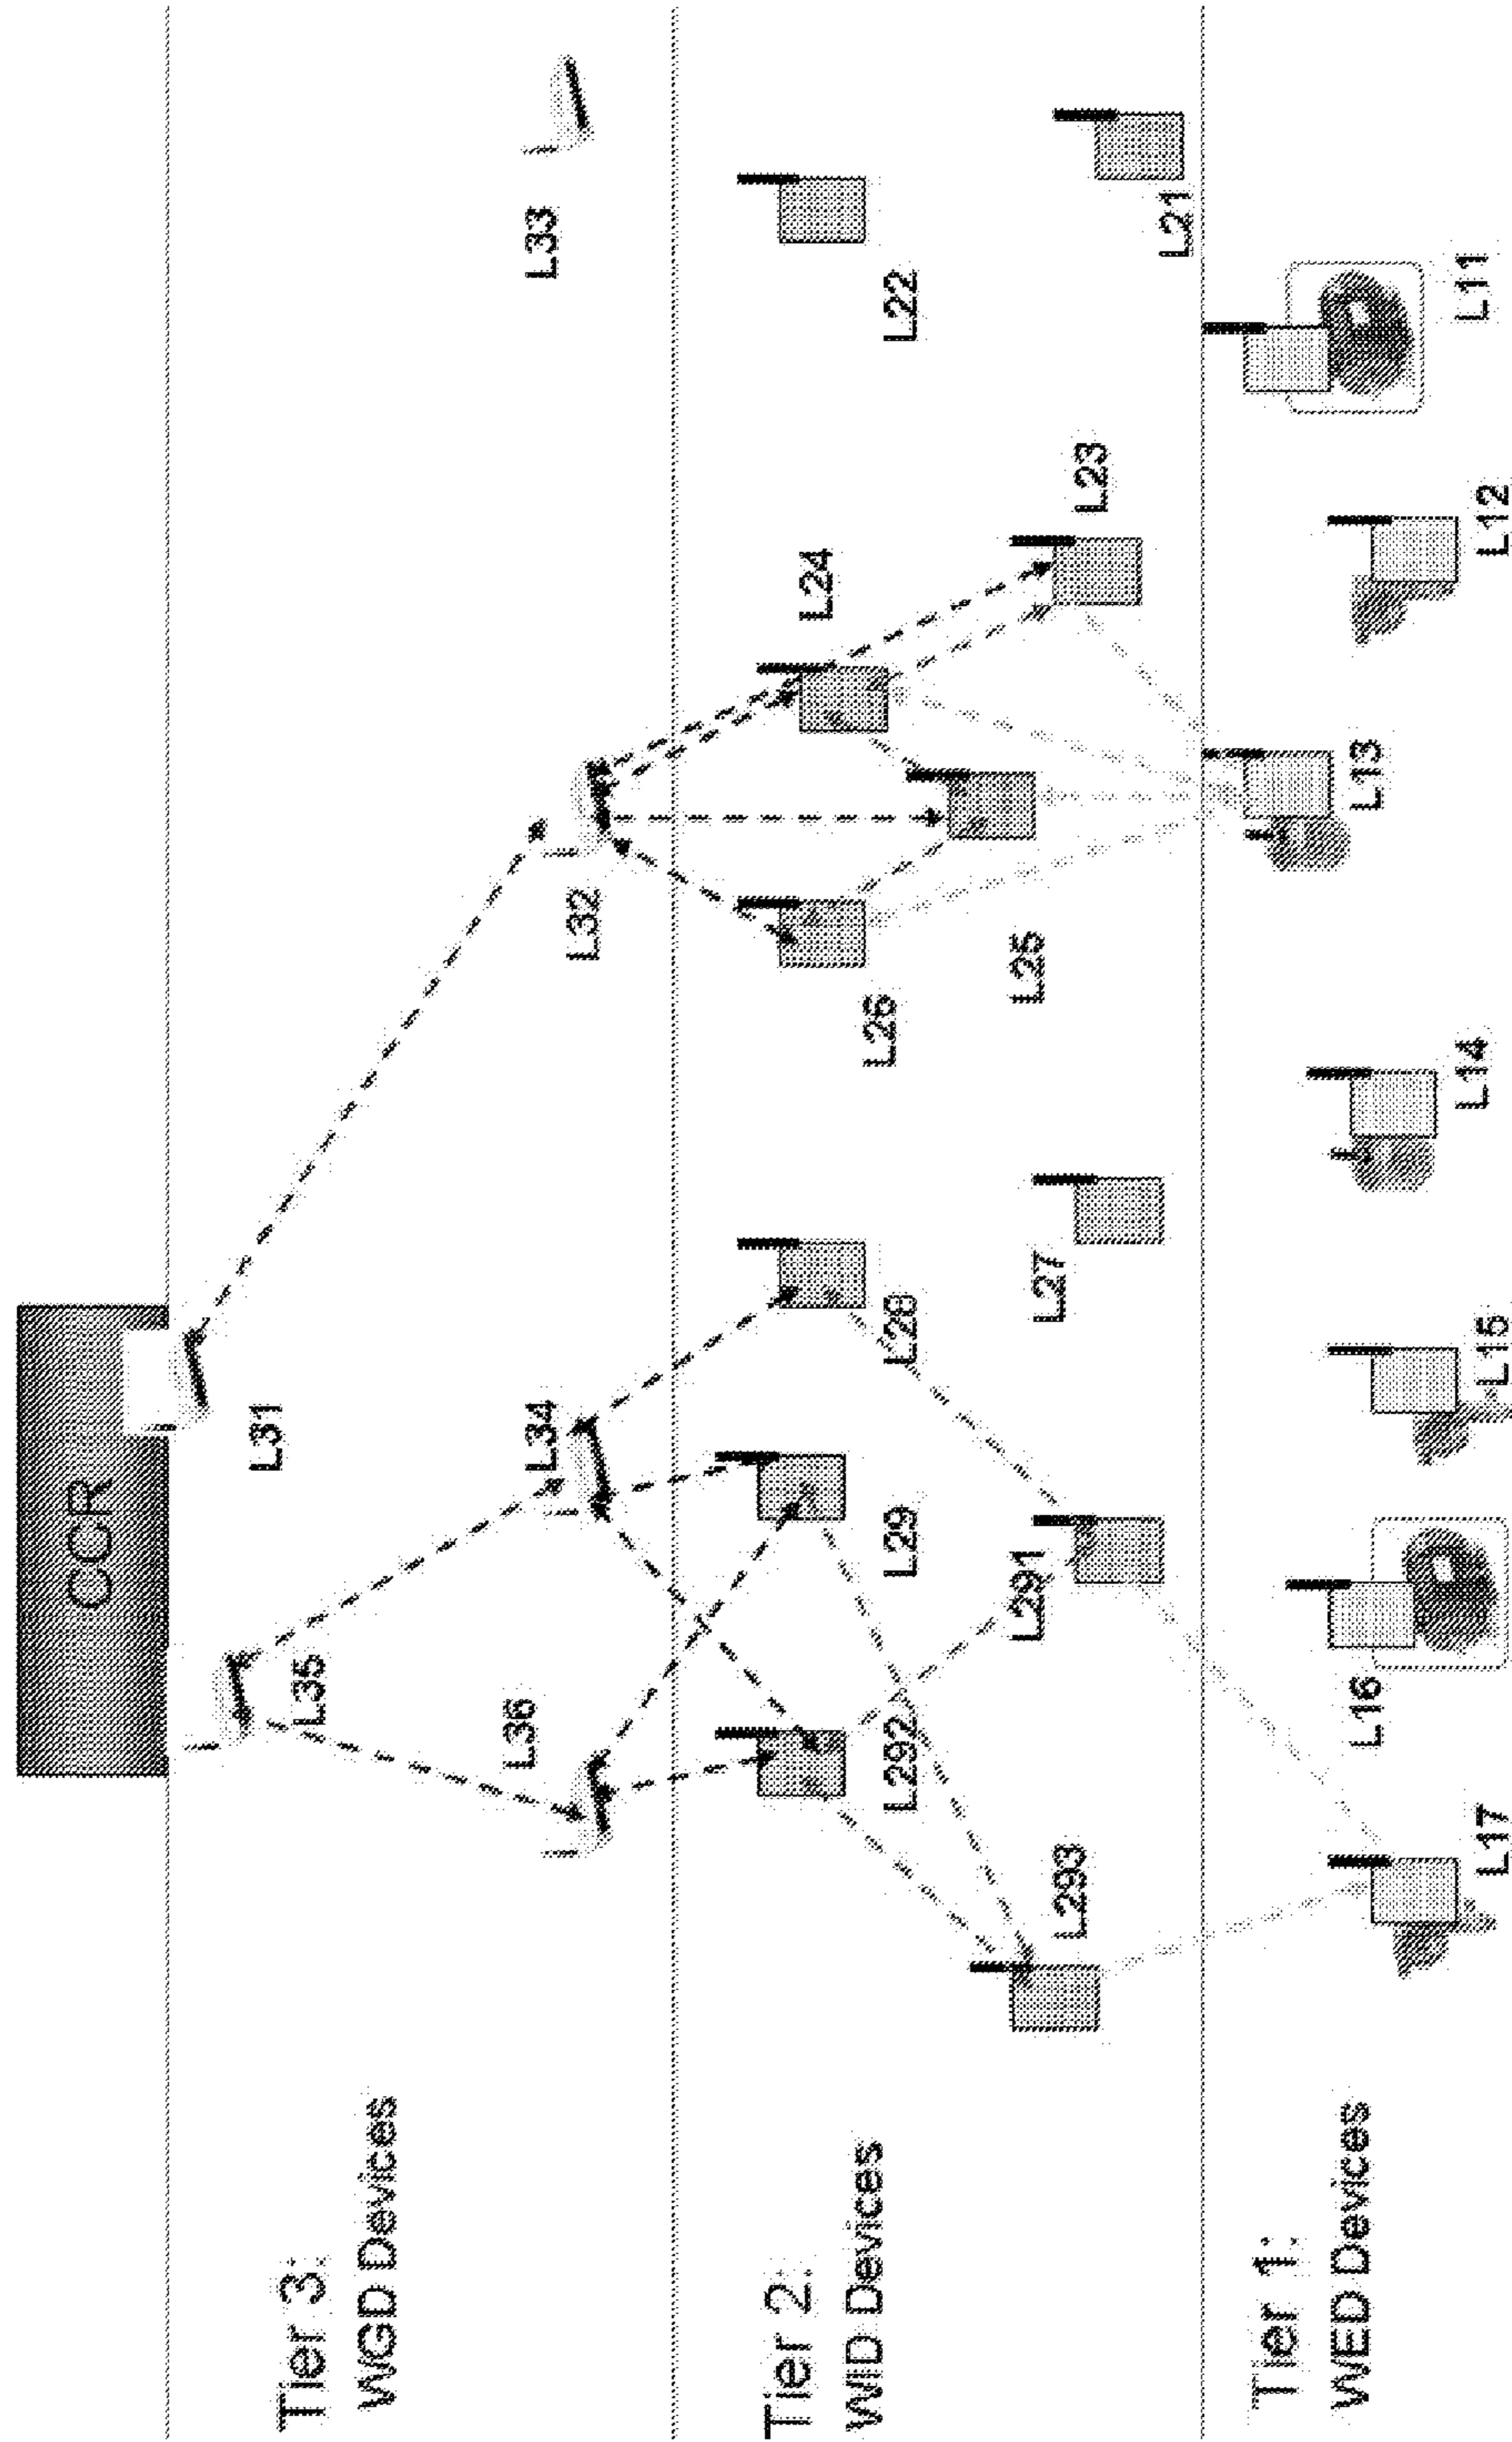 CCR
Tier 3:
WGD Devices
L31
L35
L34
L36
L32
L33
Tier 2:
WID Devices
L22
L24
L26
L28
L29
L292
L21
L23
L25
L27
L291
L293
Tier 1:
WED Devices
L11
L12
L13
L14
L15
L16
L17